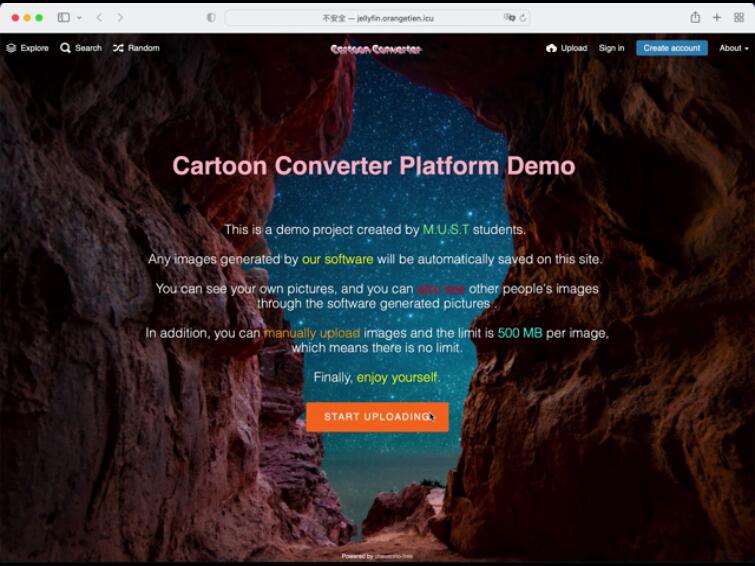 不安全 — jellyfin.orangetien.icu
Explore Search Random Cartoon Converter Upload Sign in Create account About
Cartoon Converter Platform Demo
This is a demo project created by M.U.S.T students.
Any images generated by our software will be automatically saved on this site.
You can see your own pictures, and you can also see other people's images
through the software generated pictures .
In addition, you can manually upload images and the limit is 500 MB per image,
which means there is no limit.
Finally, enjoy yourself.
START UPLOADING
Powered by chevereto-free